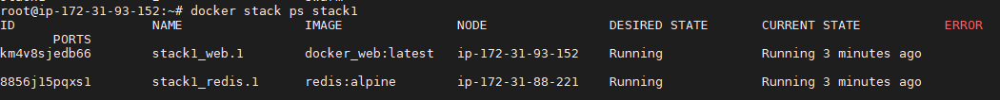 root@ip-172-31-93-152:~# docker stack ps stack1
ID                  NAME                IMAGE               NODE                DESIRED STATE       CURRENT STATE           ERROR
       PORTS
km4v8sjedb66        stack1_web.1        docker_web:latest   ip-172-31-93-152    Running             Running 3 minutes ago
8856j15pqxs1        stack1_redis.1      redis:alpine        ip-172-31-88-221    Running             Running 3 minutes ago